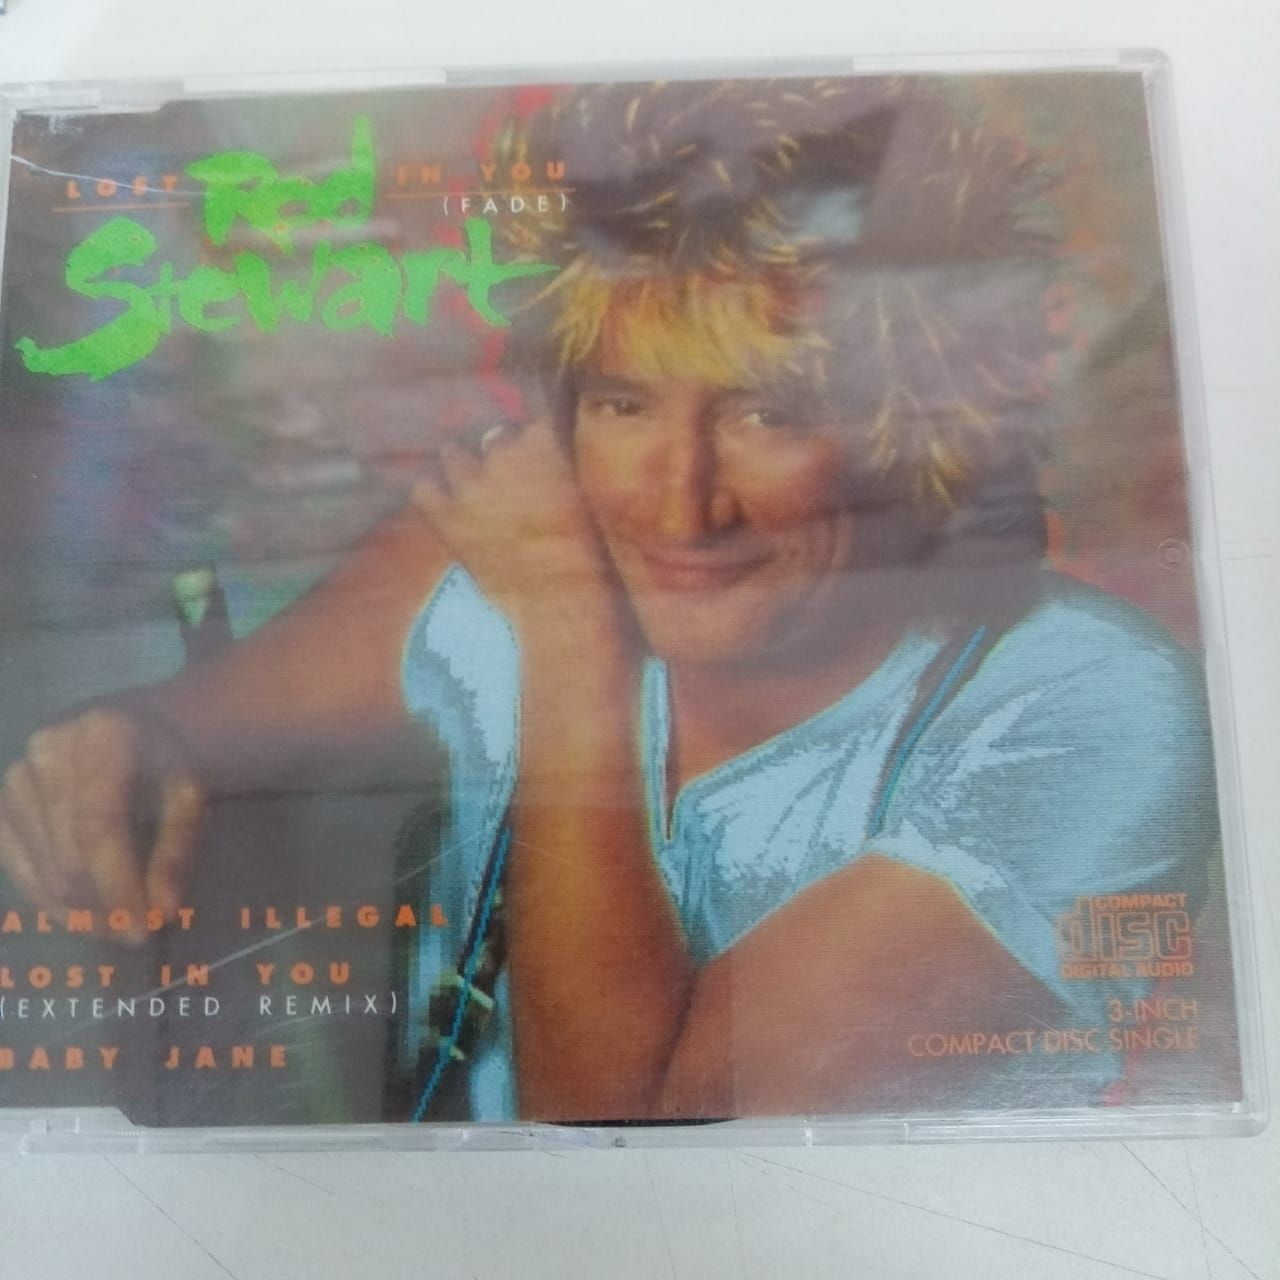 LOST IN YOU
(FADE)
Rod
Stewart
ALMOST ILLEGAL
LOST IN YOU
(EXTENDED REMIX)
BABY JANE
COMPACT
disc
DIGITAL AUDIO
3-INCH
COMPACT DISC SINGLE